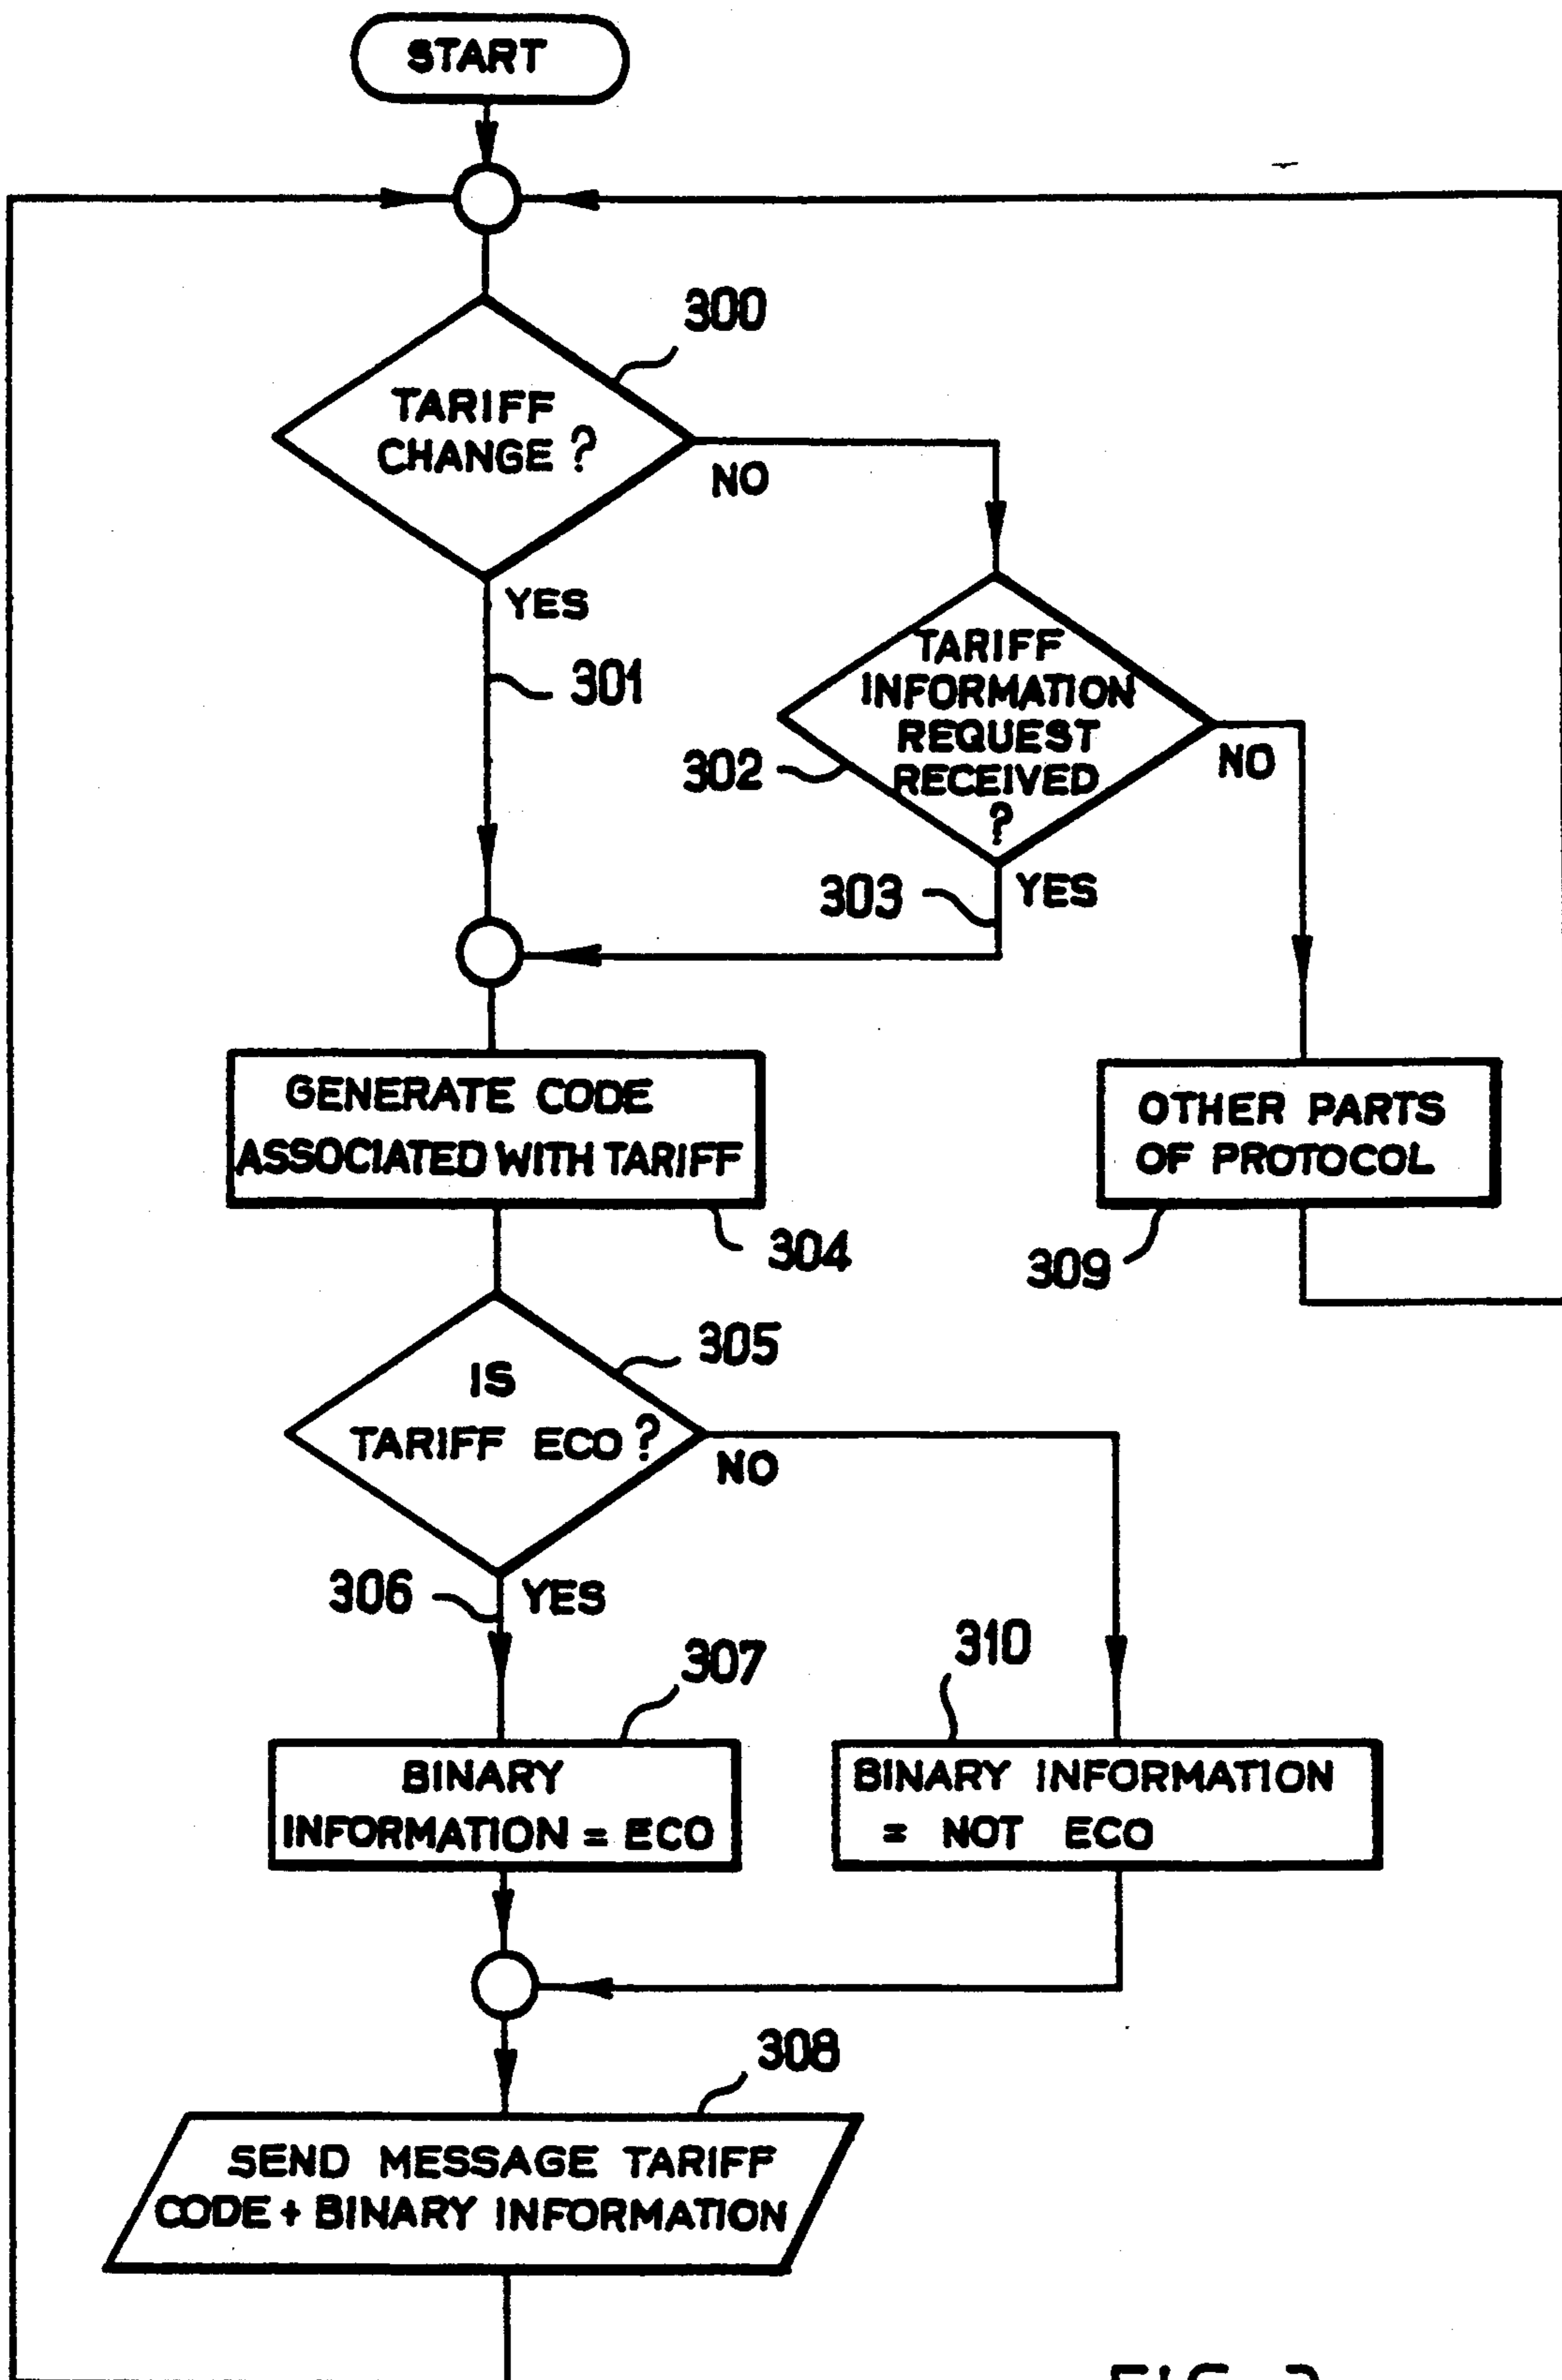 START
300
TARIFF
CHANGE ?
NO
YES
301
TARIFF
INFORMATION
REQUEST
RECEIVED
?
302
NO
303
YES
GENERATE CODE
ASSOCIATED WITH TARIFF
304
OTHER PARTS
OF PROTOCOL
309
305
IS
TARIFF ECO ?
NO
306
YES
307
310
BINARY
INFORMATION = ECO
BINARY INFORMATION
= NOT ECO
308
SEND MESSAGE TARIFF
CODE + BINARY INFORMATION